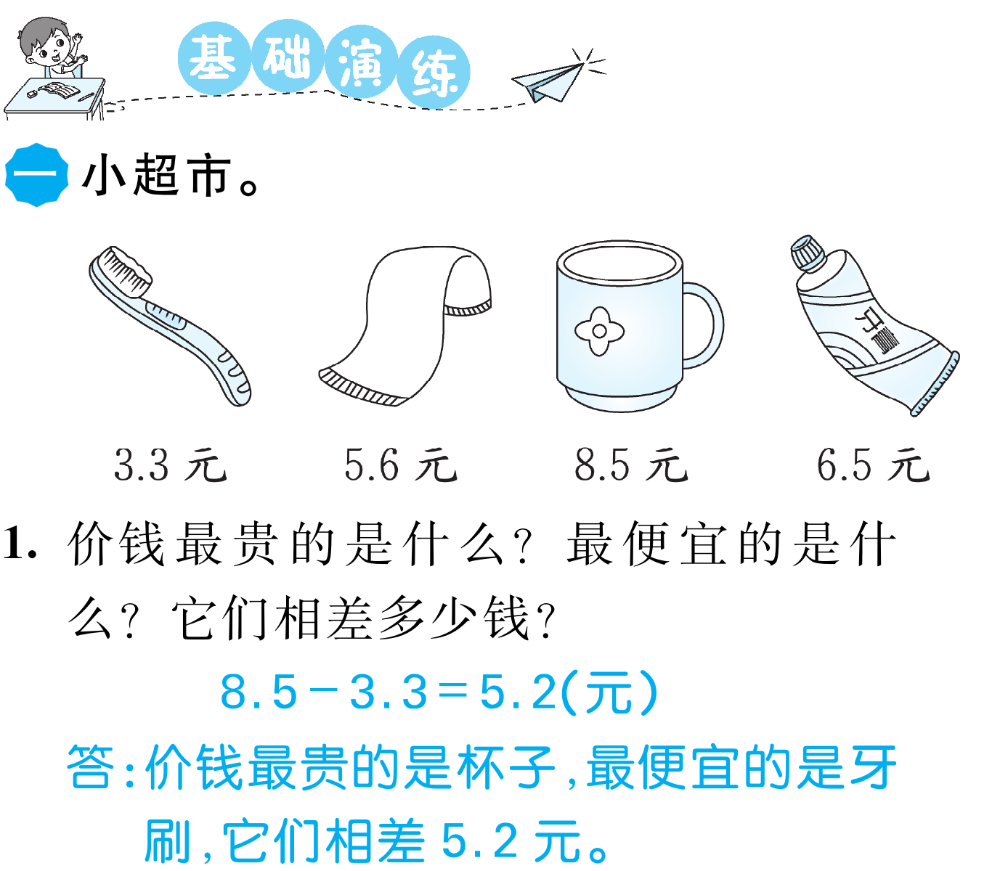 基础演练
一 小超市。
牙膏
3.3 元 5.6 元 8.5 元 6.5 元
1. 价钱最贵的是什么？最便宜的是什
么？它们相差多少钱？
8.5－3.3＝5.2(元)
答:价钱最贵的是杯子,最便宜的是牙
刷,它们相差 5.2 元。